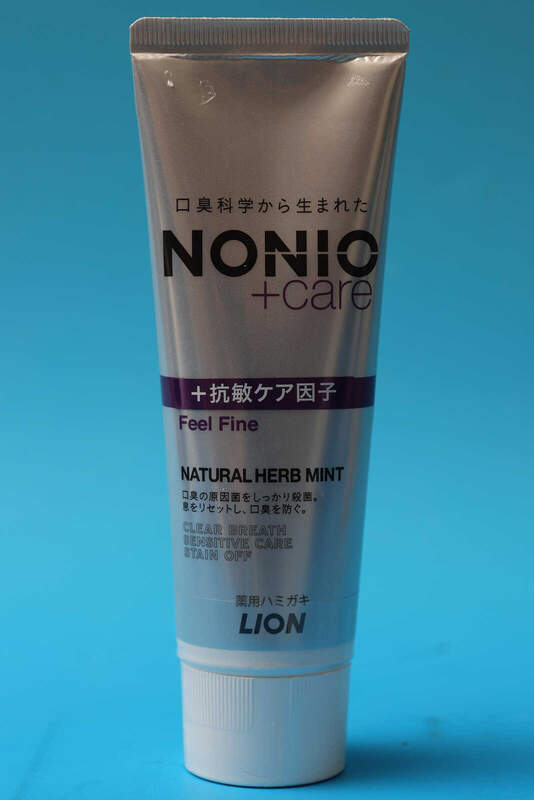 口臭科学から生まれた
NONIO
+care
+抗敏ケア因子
Feel Fine
NATURAL HERB MINT
口臭の原因菌をしっかり殺菌。
息をリセットし、口臭を防ぐ。
CLEAR BREATH
SENSITIVE CARE
STAIN OFF
薬用ハミガキ
LION